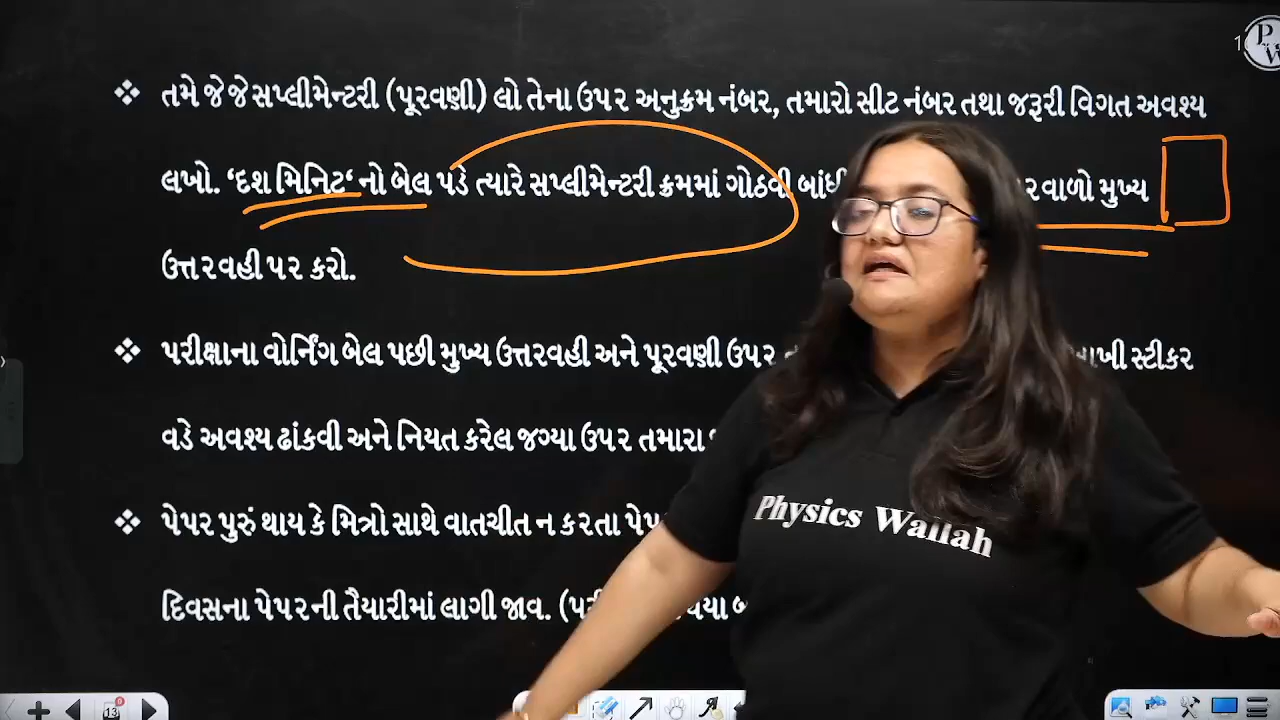 તમે જે જે સપ્લીમેન્ટરી (પૂરવણી) લો તેના ઉપર અનુક્રમ નંબર, તમારો સીટ નંબર તથા જરૂરી વિગત અવશ્ય
લખો. ‘દશ મિનિટ‘ નો બેલ પડે ત્યારે સપ્લીમેન્ટરી ક્રમમાં ગોઠવી વાળો મુખ્ય
ઉત્તરવહી પર કરો.
પરીક્ષાના વોર્નિંગ બેલ પછી મુખ્ય ઉત્તરવહી અને પૂરવણી ઉપર સ્ટીકર
વડે અવશ્ય ઢાંકવી અને નિયત કરેલ જગ્યા ઉપર તમારા
પેપર પુરું થાય કે મિત્રો સાથે વાતચીત ન કરતા
દિવસના પેપરની તૈયારીમાં લાગી જાવ.
Physics Wallah
13